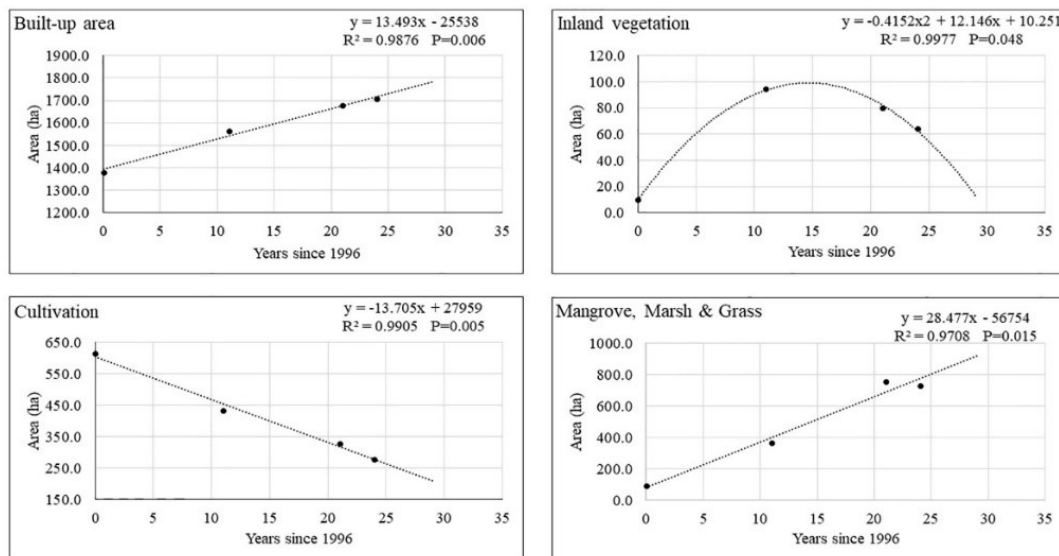 Built-up area
y = 13.493x - 25538
R² = 0.9876 P=0.006
1900.0
1800.0
1700.0
1600.0
1500.0
1400.0
1300.0
1200.0
Area (ha)
0 5 10 15 20 25 30 35
Years since 1996
Inland vegetation
y = -0.4152x2 + 12.146x + 10.251
R² = 0.9977 P=0.048
120.0
100.0
80.0
60.0
40.0
20.0
0.0
Area (ha)
0 5 10 15 20 25 30 35
Years since 1996
Cultivation
y = -13.705x + 27959
R² = 0.9905 P=0.005
650.0
550.0
450.0
350.0
250.0
150.0
Area (ha)
0 5 10 15 20 25 30 35
Years since 1996
Mangrove, Marsh & Grass
y = 28.477x - 56754
R² = 0.9708 P=0.015
1000.0
800.0
600.0
400.0
200.0
0.0
Area (ha)
0 5 10 15 20 25 30 35
Years since 1996